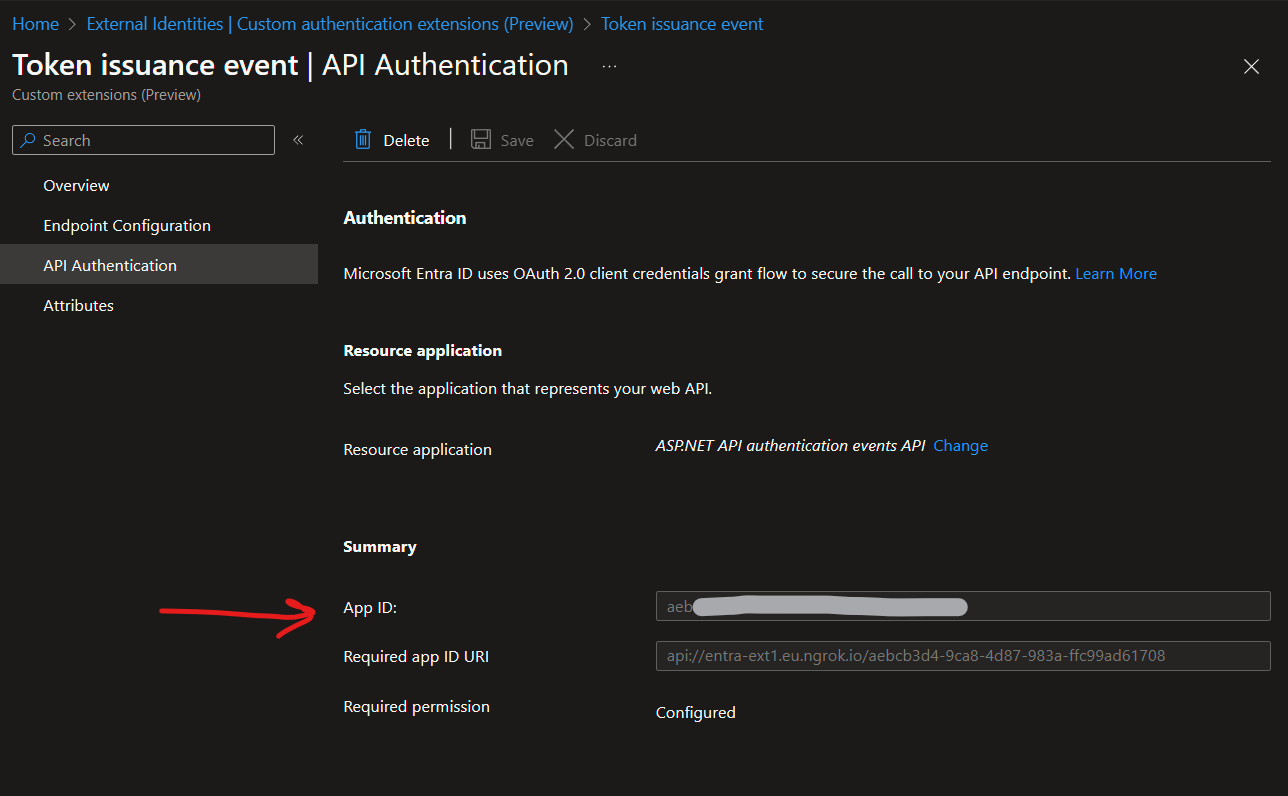 Home > External Identities | Custom authentication extensions (Preview) > Token issuance event
Token issuance event | API Authentication ...
Custom extensions (Preview)
Search «
Delete | Save Discard
Overview
Endpoint Configuration
API Authentication
Attributes
Authentication
Microsoft Entra ID uses OAuth 2.0 client credentials grant flow to secure the call to your API endpoint. Learn More
Resource application
Select the application that represents your web API.
Resource application ASP.NET API authentication events API Change
Summary
App ID: aeb
Required app ID URI api://entra-ext1.eu.ngrok.io/aebcb3d4-9ca8-4d87-983a-ffc99ad61708
Required permission Configured